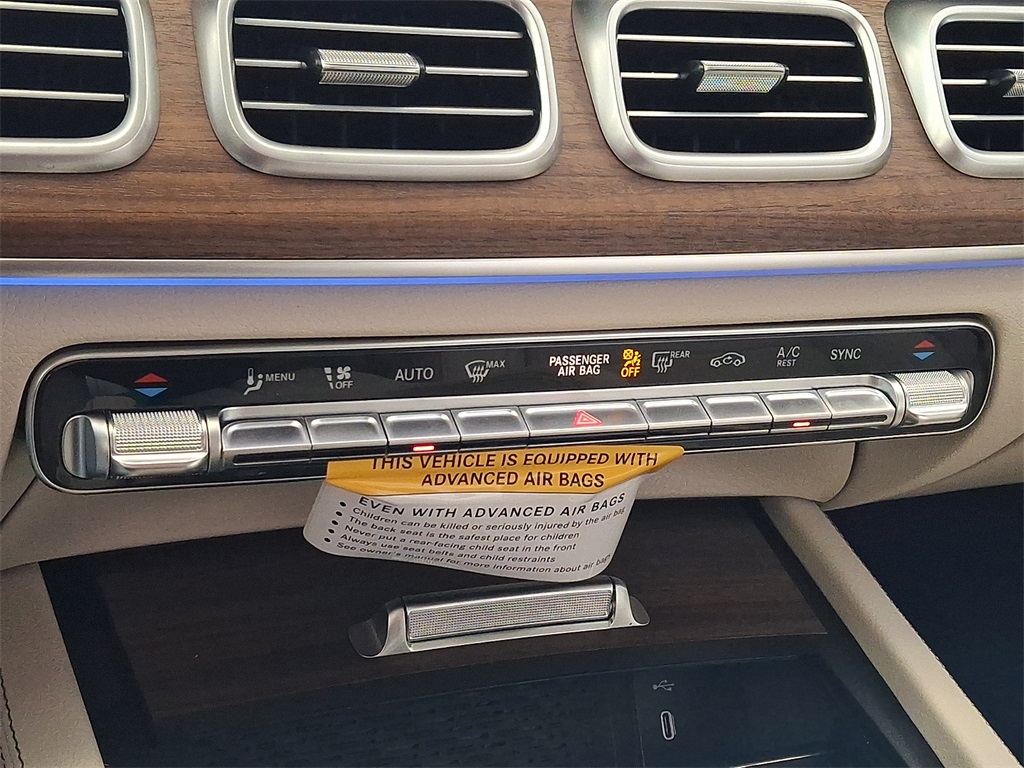 MENU
OFF
AUTO
MAX
PASSENGER
AIR BAG
OFF
REAR
A/C
REST
SYNC
THIS VEHICLE IS EQUIPPED WITH
ADVANCED AIR BAGS
EVEN WITH ADVANCED AIR BAGS
• Children can be killed or seriously injured by the air bag
• The back seat is the safest place for children
• Never put a rear-facing child seat in the front
• Always use seat belts and child restraints
• See owner's manual for more information about air bags